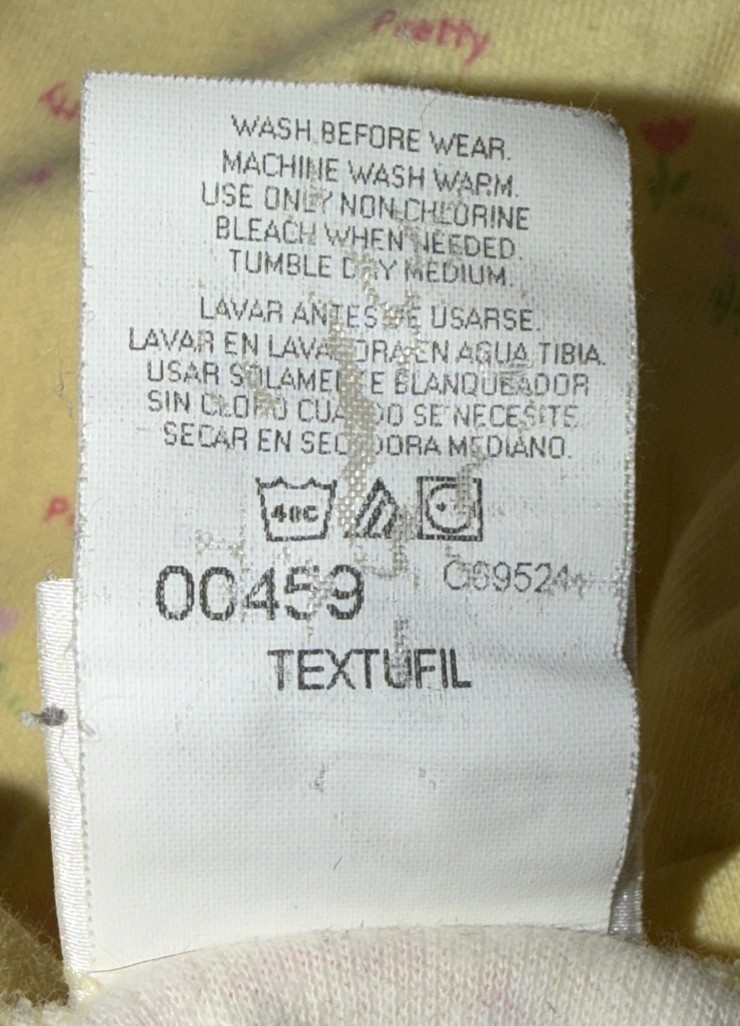 Pretty
WASH BEFORE WEAR.
MACHINE WASH WARM.
USE ONLY NON-CHLORINE
BLEACH WHEN NEEDED.
TUMBLE DRY MEDIUM.
LAVAR ANTES DE USARSE.
LAVAR EN LAVADORA EN AGUA TIBIA.
USAR SOLAMENTE BLANQUEADOR
SIN CLORO CUANDO SE NECESITE.
SECAR EN SECADORA MEDIANO.
40C
00459
TEXTUFIL